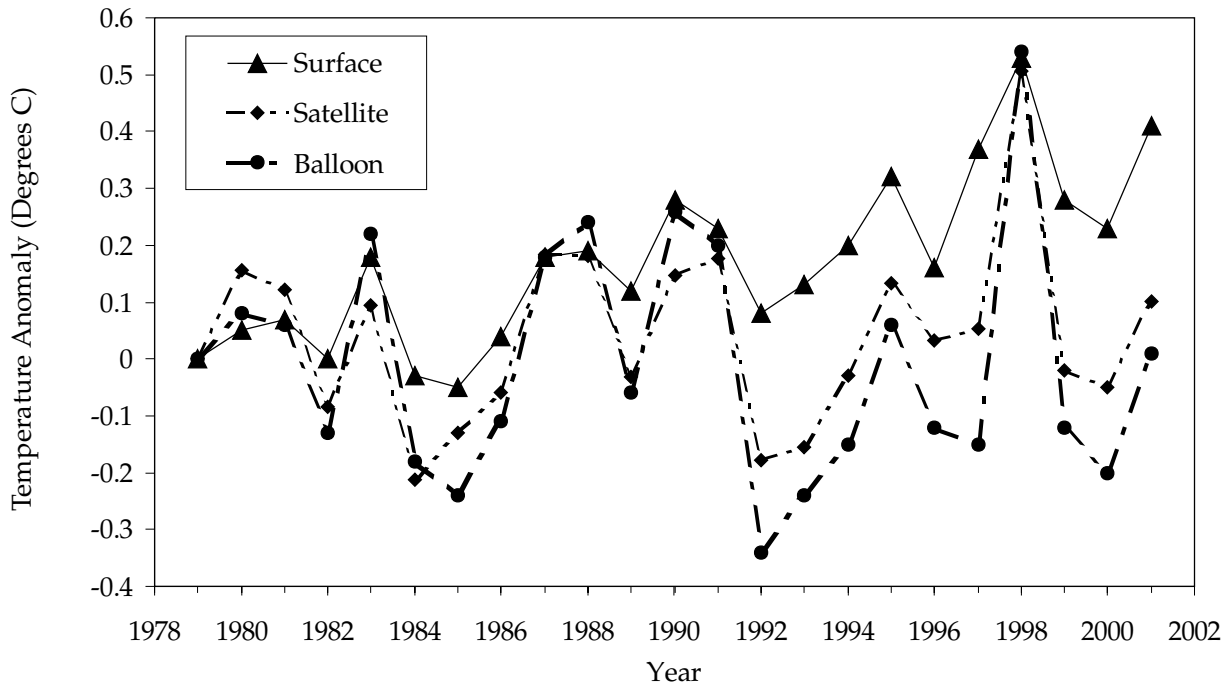 0.6
0.5
0.4
0.3
0.2
0.1
0
-0.1
-0.2
-0.3
-0.4
Temperature Anomaly (Degrees C)
Surface
Satellite
Balloon
1978 1980 1982 1984 1986 1988 1990 1992 1994 1996 1998 2000 2002
Year